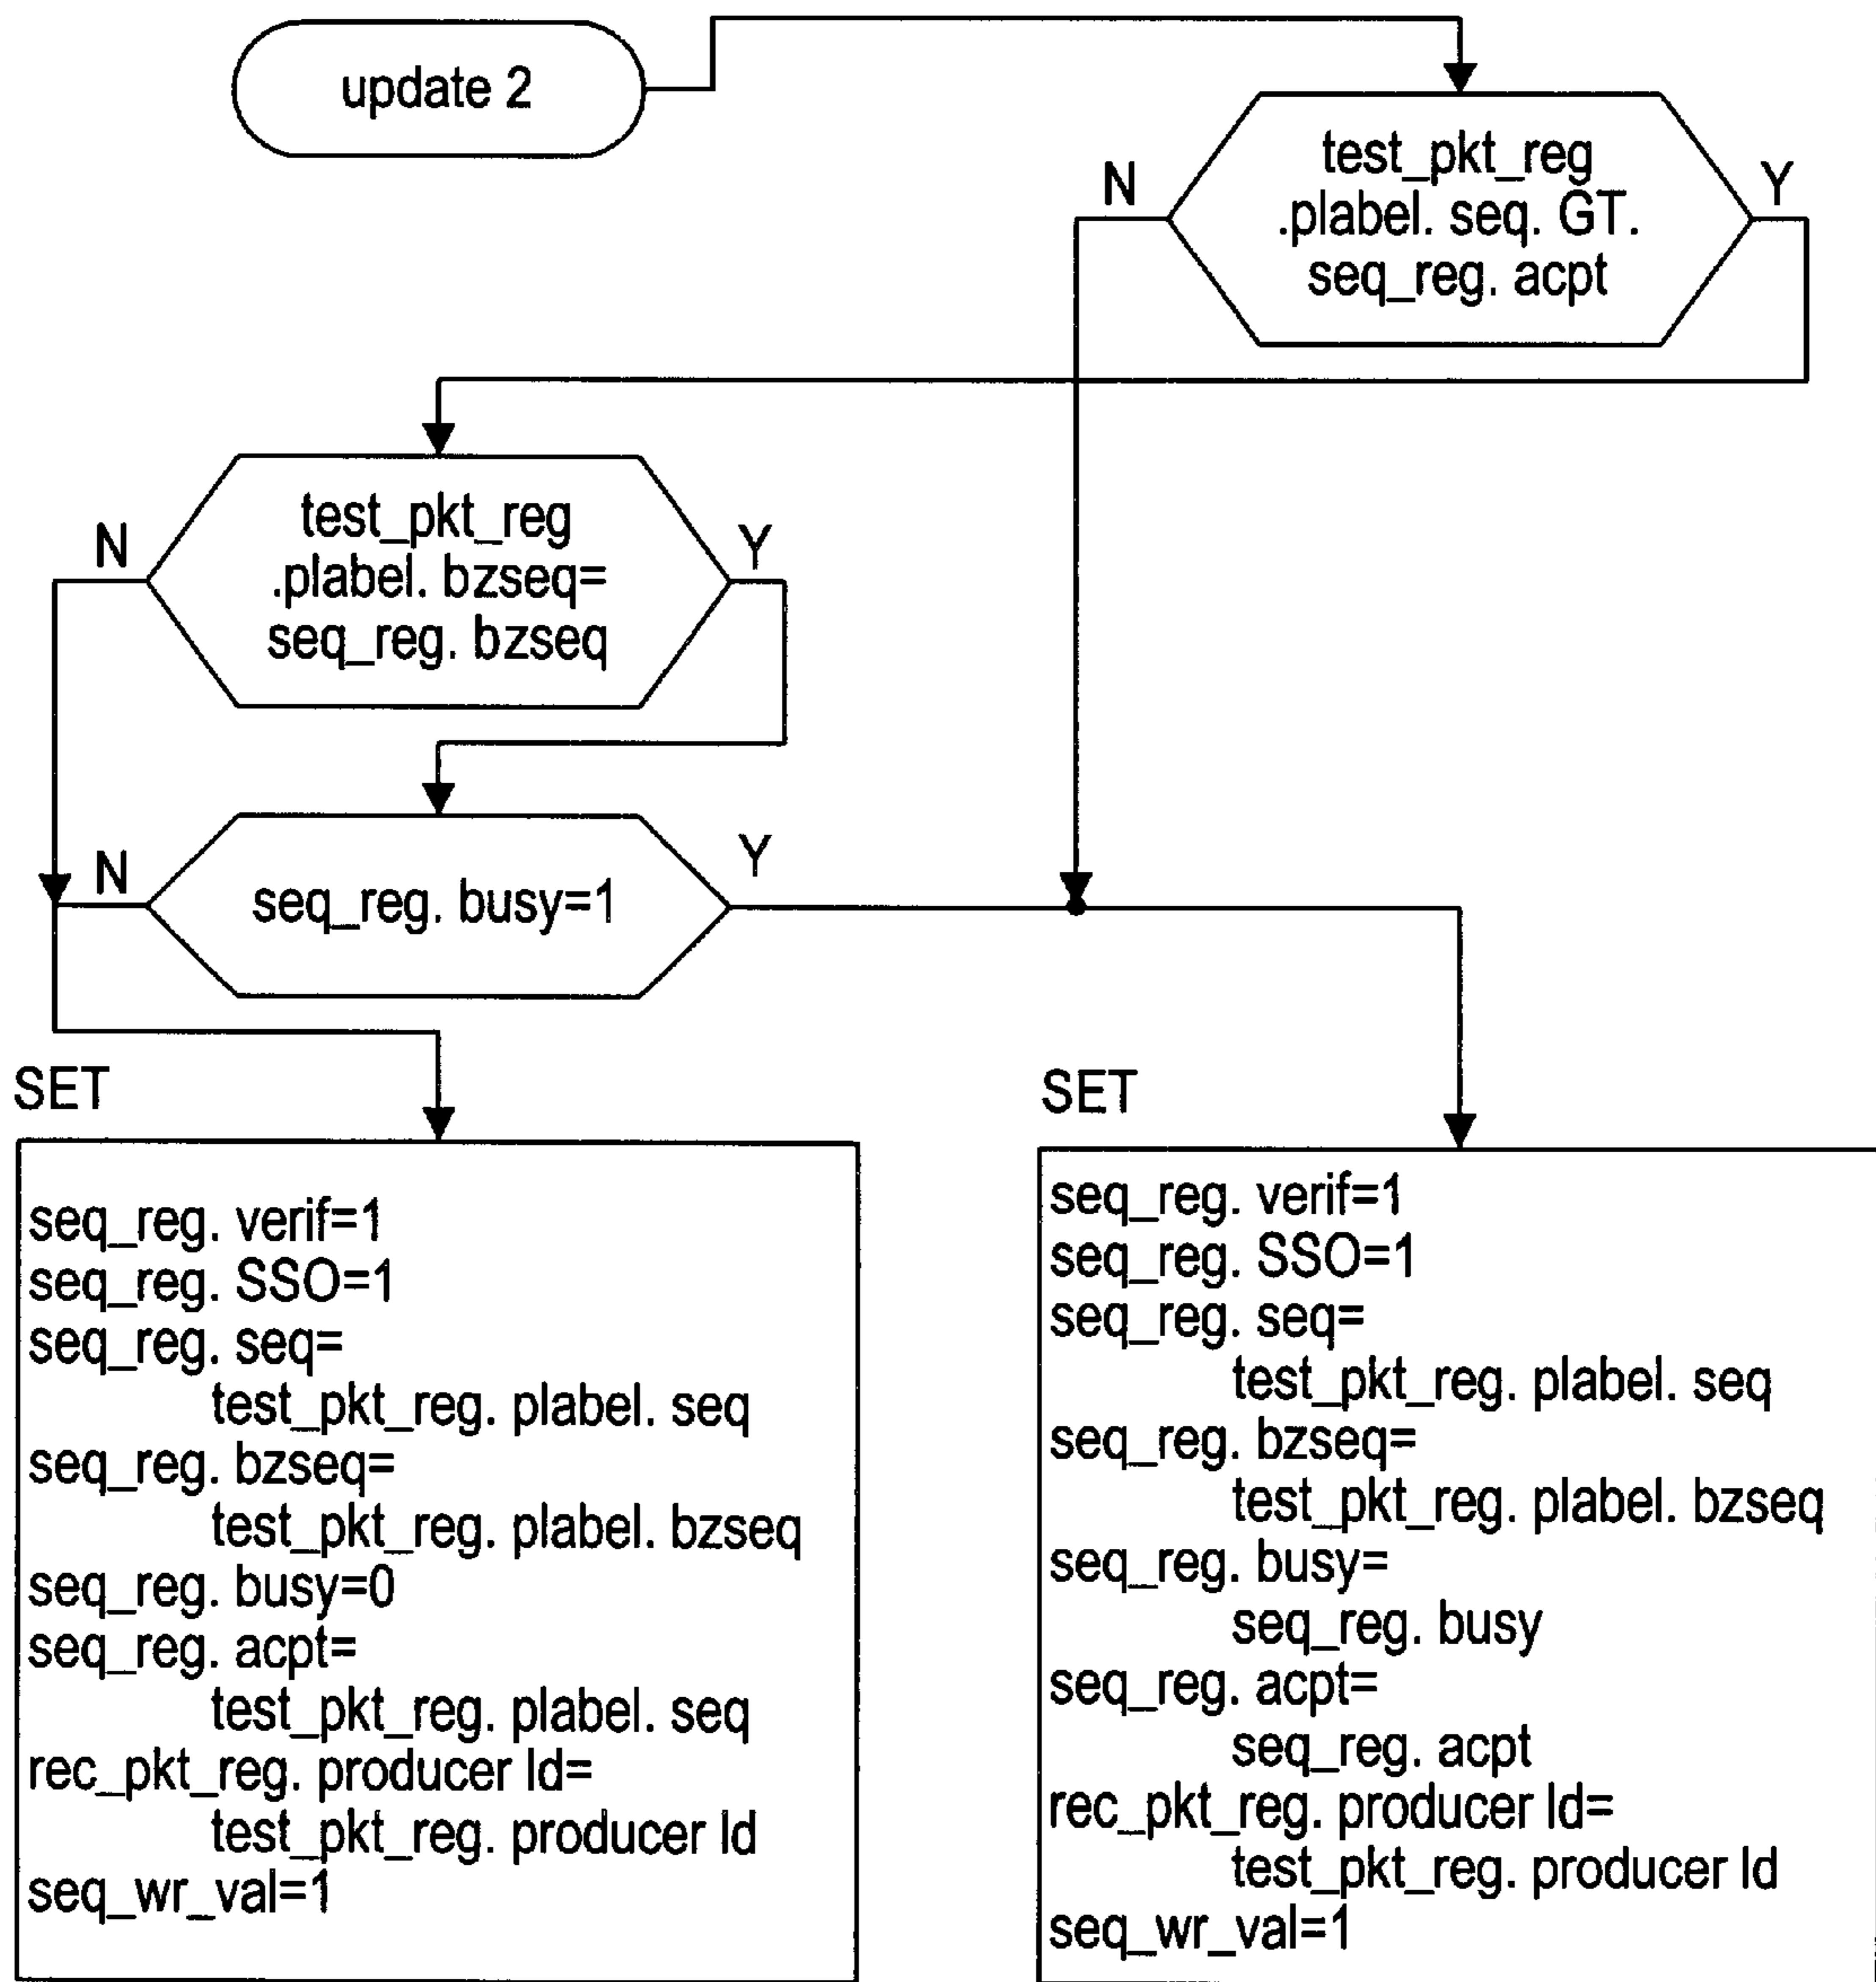 update 2
test_pkt_reg
.plabel. seq. GT.
seq_reg. acpt
N
Y
test_pkt_reg
.plabel. bzseq=
seq_reg. bzseq
N
Y
seq_reg. busy=1
N
Y
SET
seq_reg. verif=1
seq_reg. SSO=1
seq_reg. seq=
test_pkt_reg. plabel. seq
seq_reg. bzseq=
test_pkt_reg. plabel. bzseq
seq_reg. busy=0
seq_reg. acpt=
test_pkt_reg. plabel. seq
rec_pkt_reg. producer Id=
test_pkt_reg. producer Id
seq_wr_val=1
SET
seq_reg. verif=1
seq_reg. SSO=1
seq_reg. seq=
test_pkt_reg. plabel. seq
seq_reg. bzseq=
test_pkt_reg. plabel. bzseq
seq_reg. busy=
seq_reg. busy
seq_reg. acpt=
seq_reg. acpt
rec_pkt_reg. producer Id=
test_pkt_reg. producer Id
seq_wr_val=1